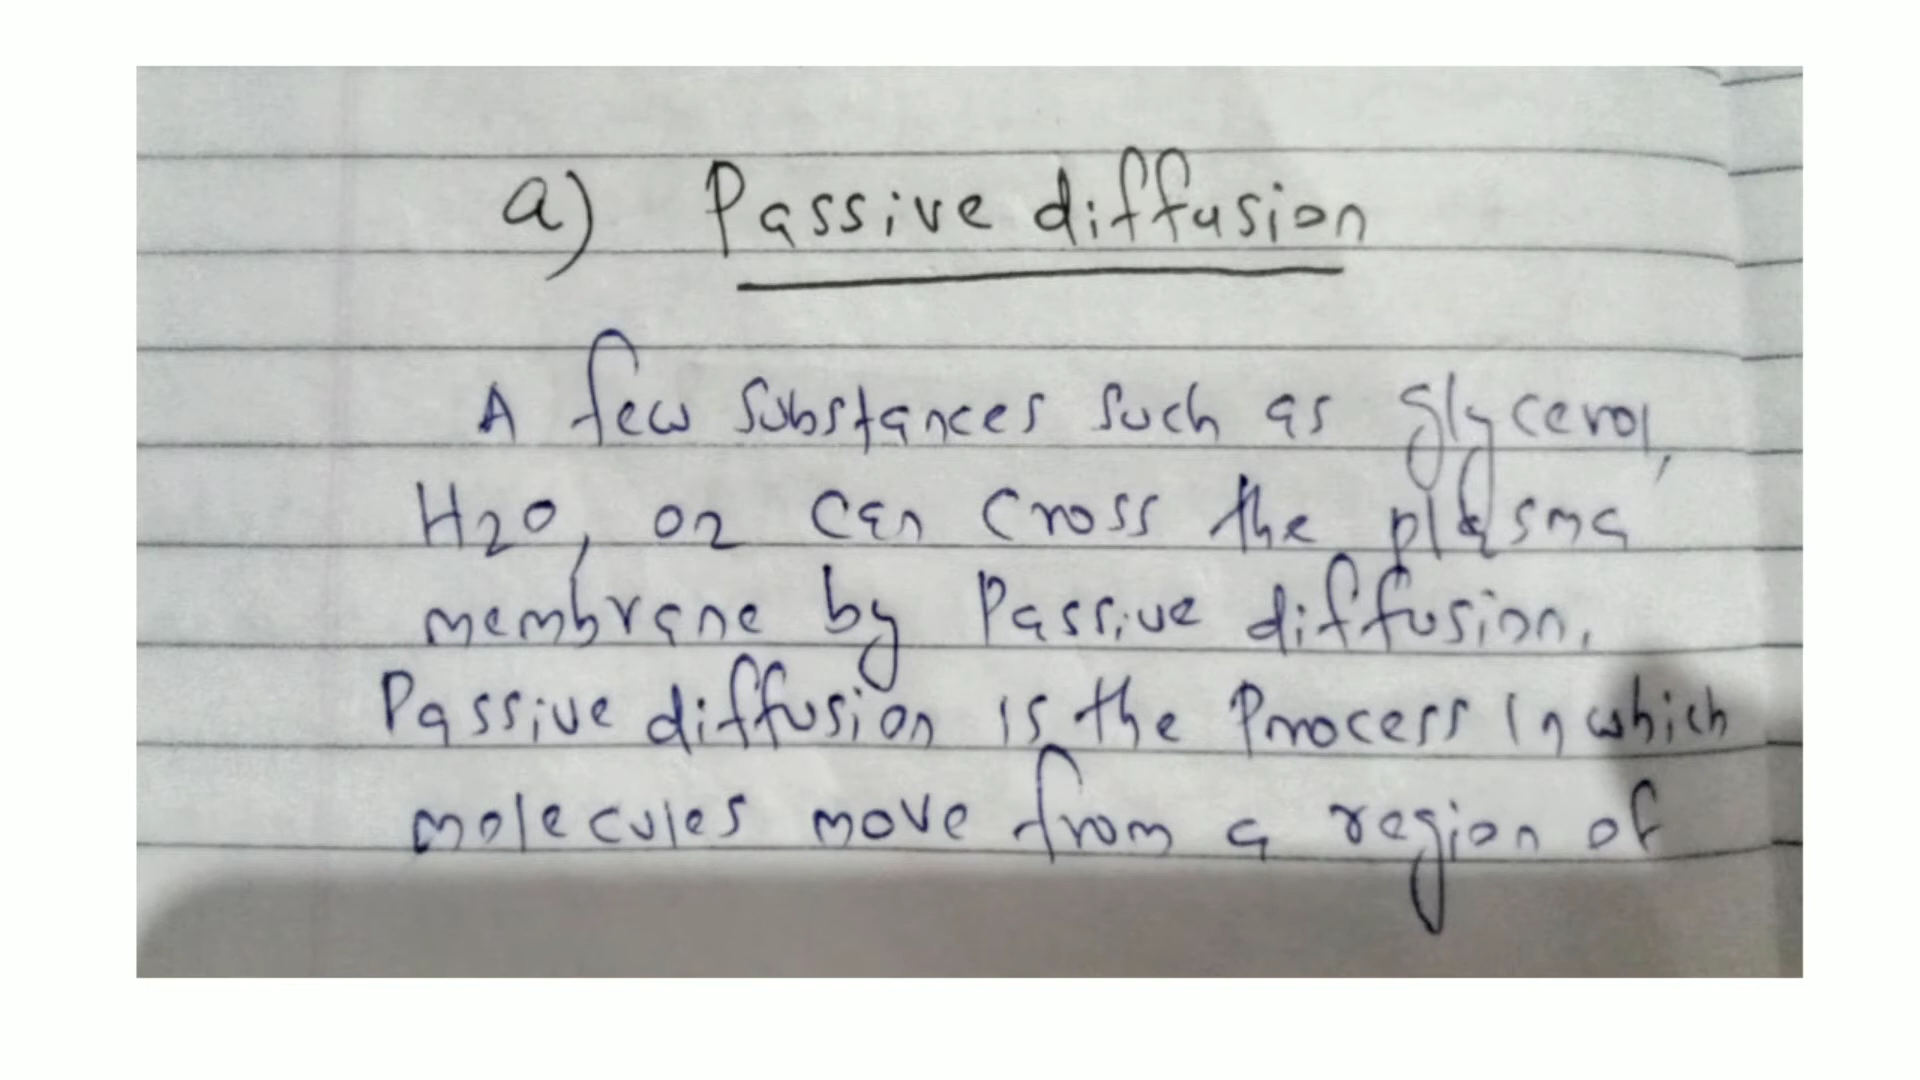 a) Passive diffusion
A few substances such as glycerol,
H2O, O2 can cross the plasma
membrane by Passive diffusion.
Passive diffusion is the Process in which
molecules move from a region of